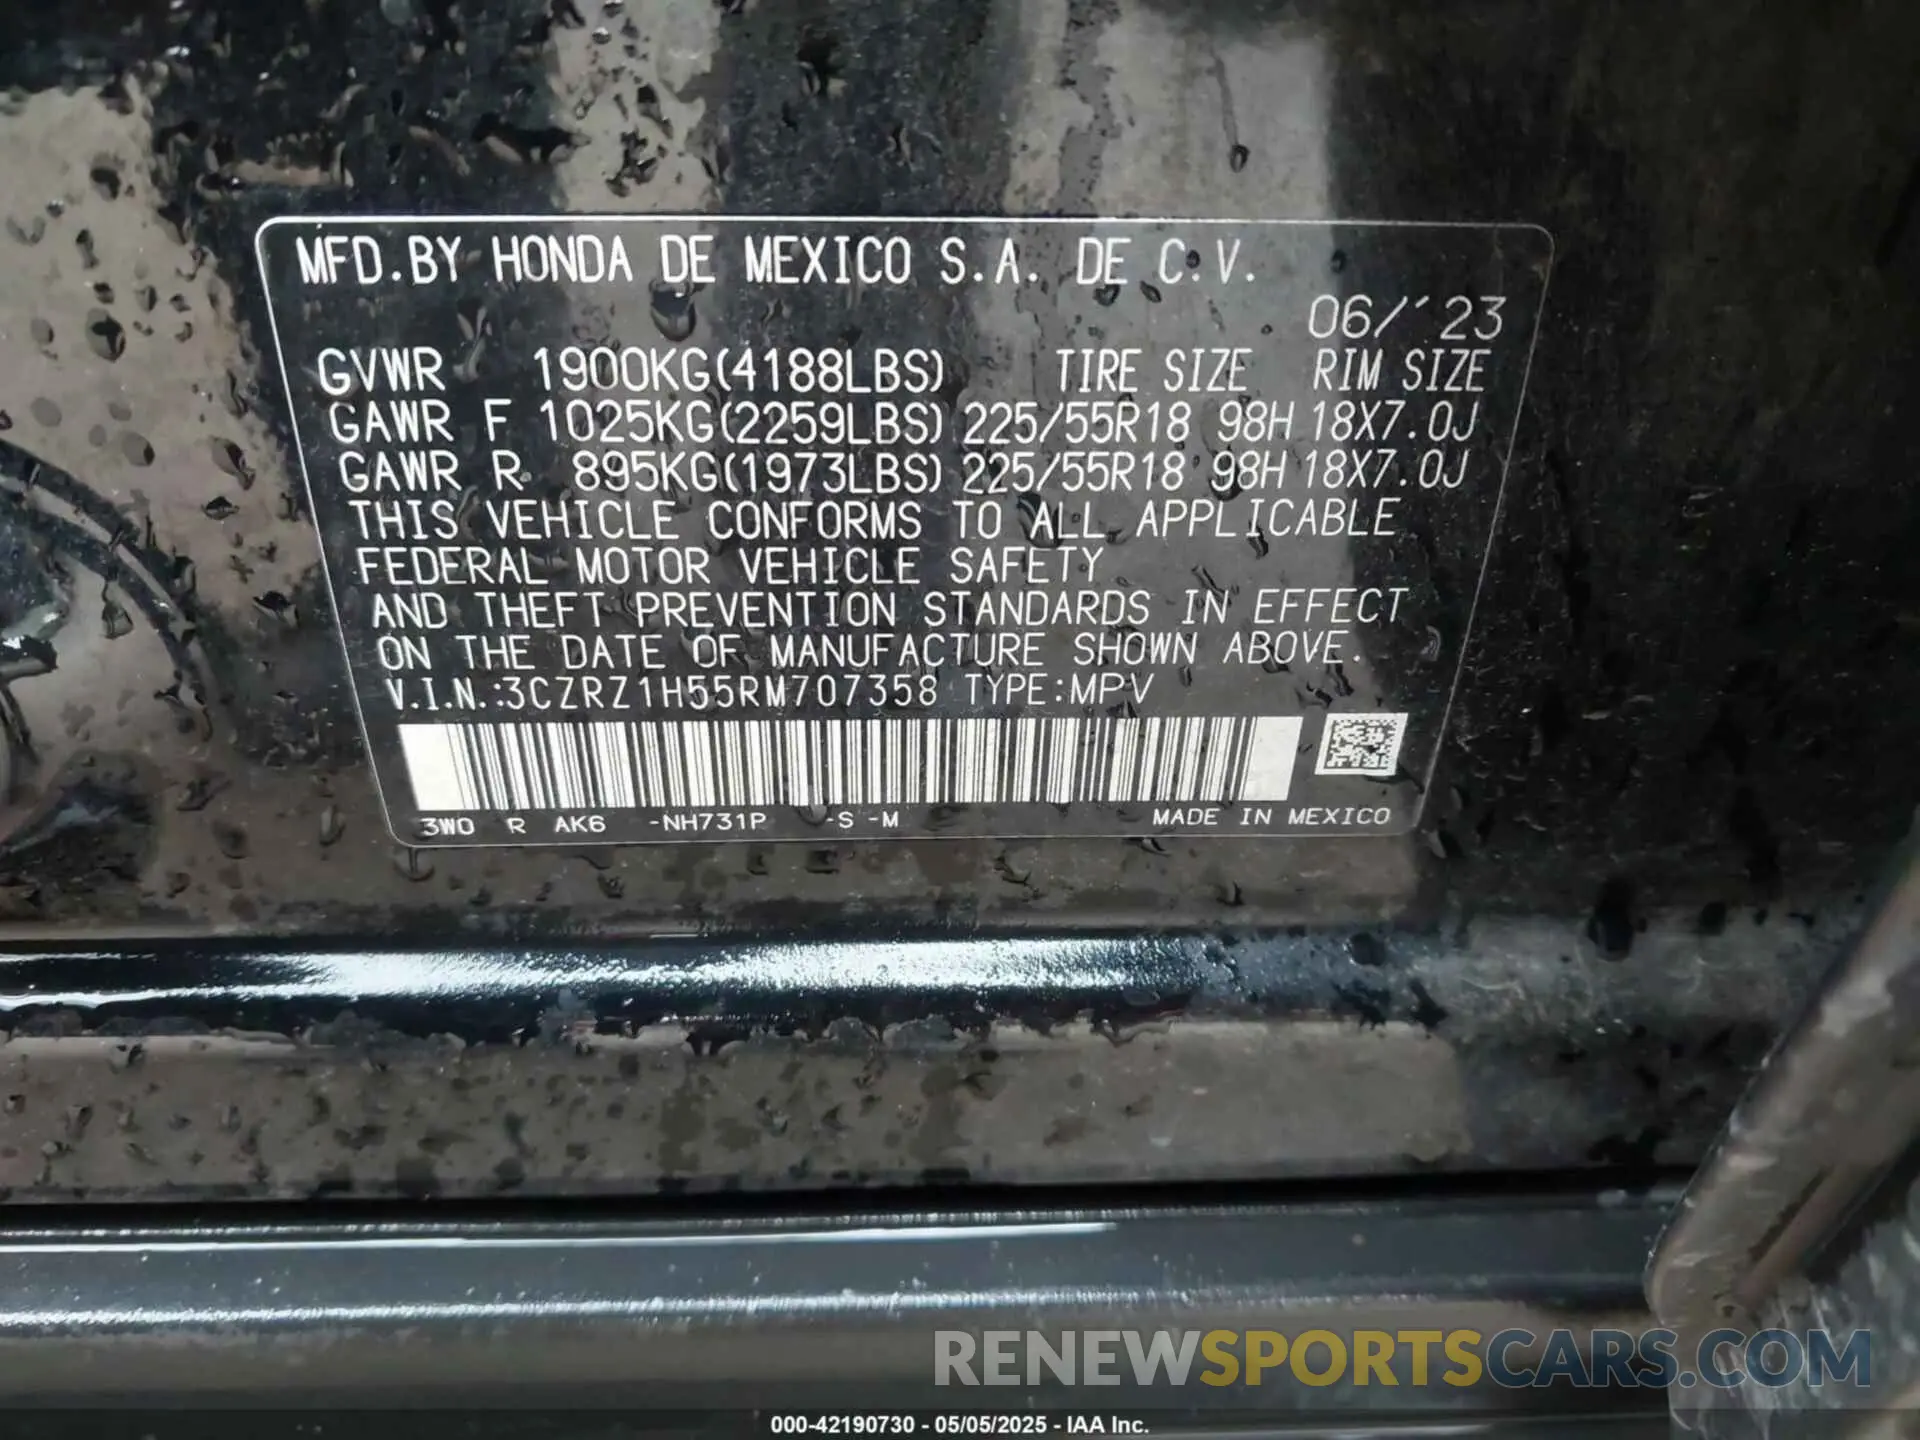 MFD.BY HONDA DE MEXICO S.A. DE C.V.
06/'23
GVWR 1900KG(4188LBS) TIRE SIZE RIM SIZE
GAWR F 1025KG(2259LBS) 225/55R18 98H 18X7.0J
GAWR R 895KG(1973LBS) 225/55R18 98H 18X7.0J
THIS VEHICLE CONFORMS TO ALL APPLICABLE
FEDERAL MOTOR VEHICLE SAFETY
AND THEFT PREVENTION STANDARDS IN EFFECT
ON THE DATE OF MANUFACTURE SHOWN ABOVE.
V.I.N.:3CZRZ1H55RM707358 TYPE:MPV
3W0 R AK6 -NH731P -S -M MADE IN MEXICO
RENEWSPORTSCARS.COM
000-42190730 - 05/05/2025 - IAA Inc.